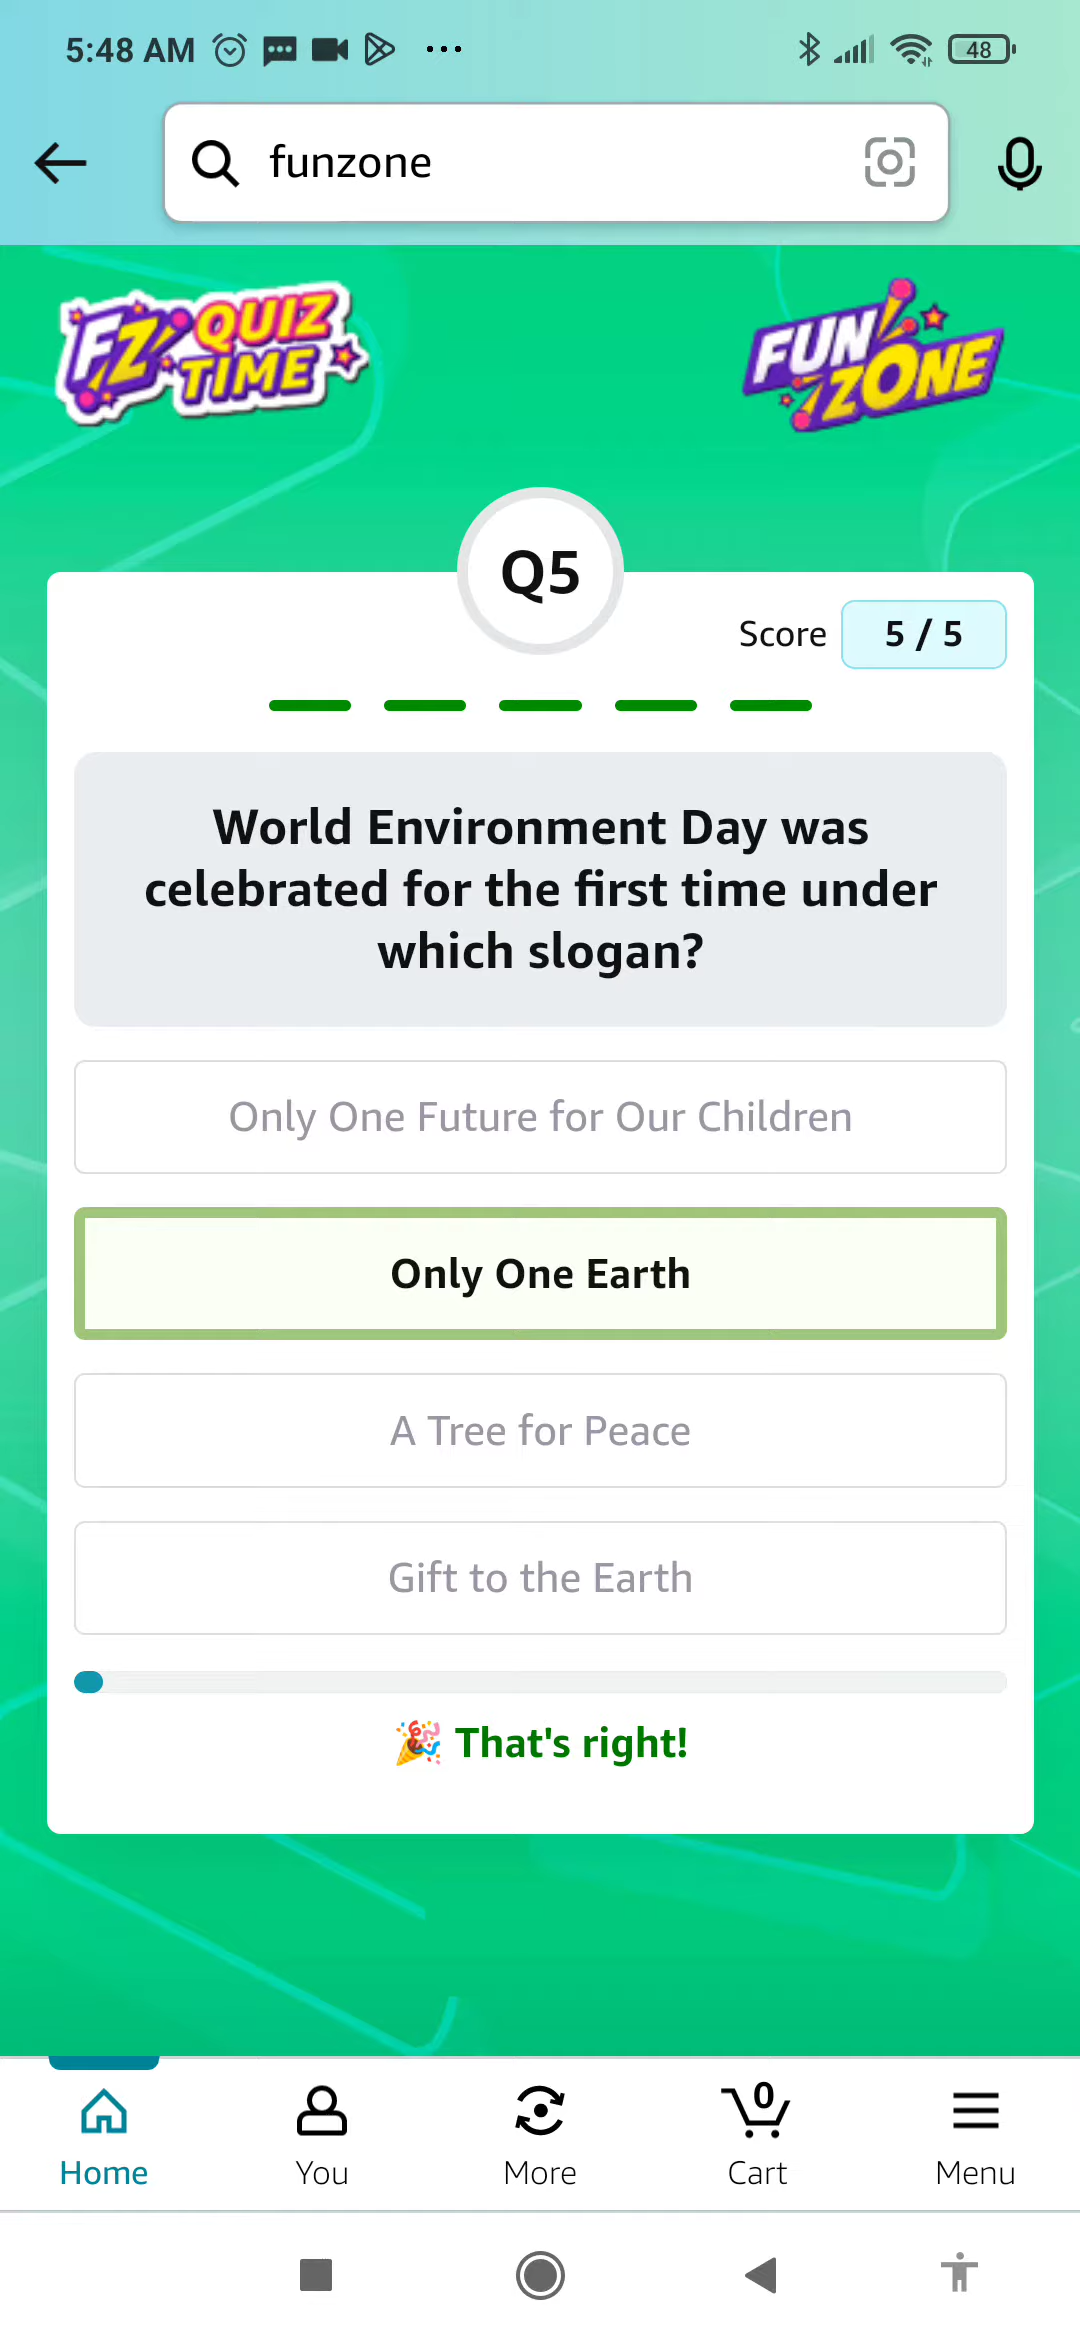 5:48 AM
48
funzone
FZ QUIZ TIME
FUN ZONE
Q5
Score 5 / 5
World Environment Day was
celebrated for the first time under
which slogan?
Only One Future for Our Children
Only One Earth
A Tree for Peace
Gift to the Earth
🎉 That's right!
0
Home You More Cart Menu